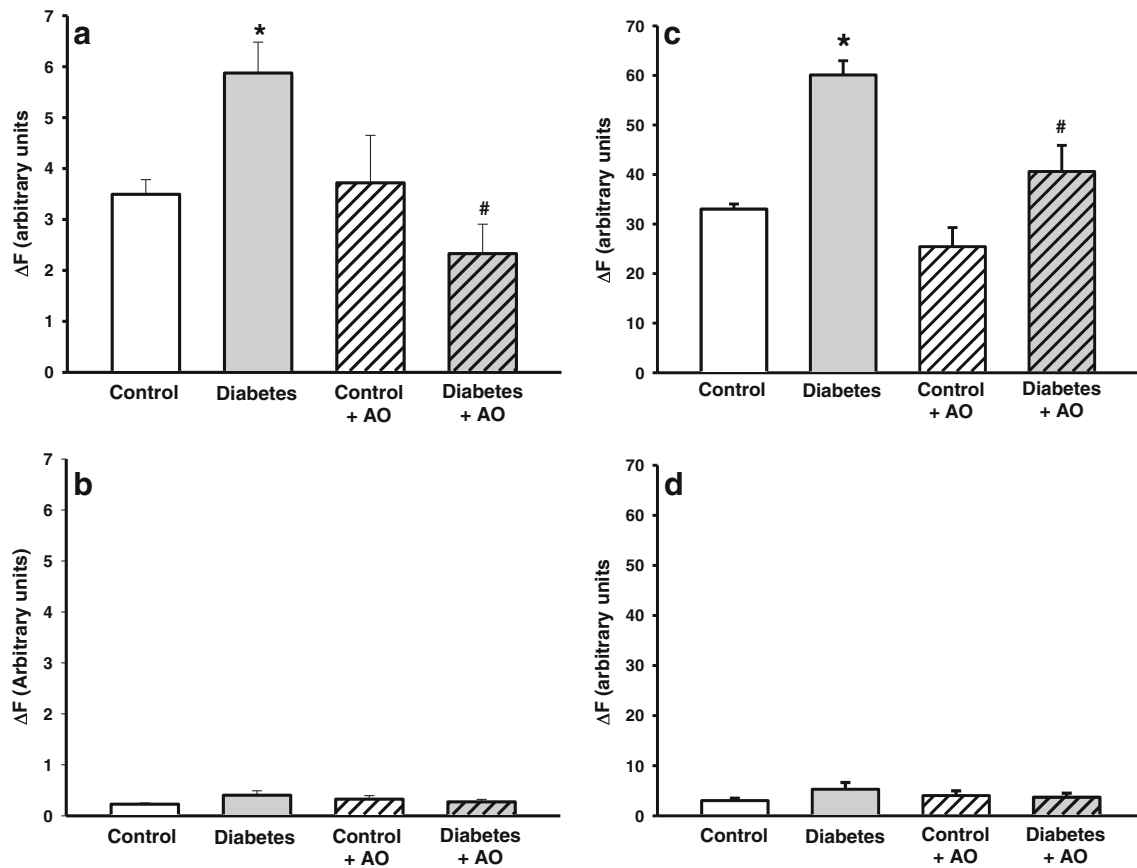 a
7
6
5
4
3
2
1
0
ΔF (arbitrary units)
*
#
Control
Diabetes
Control
+ AO
Diabetes
+ AO
c
70
60
50
40
30
20
10
0
ΔF (arbitrary units
*
#
Control
Diabetes
Control
+ AO
Diabetes
+ AO
b
7
6
5
4
3
2
1
0
ΔF (Arbitrary units)
Control
Diabetes
Control
+ AO
Diabetes
+ AO
d
70
60
50
40
30
20
10
0
ΔF (arbitrary units
Control
Diabetes
Control
+ AO
Diabetes
+ AO